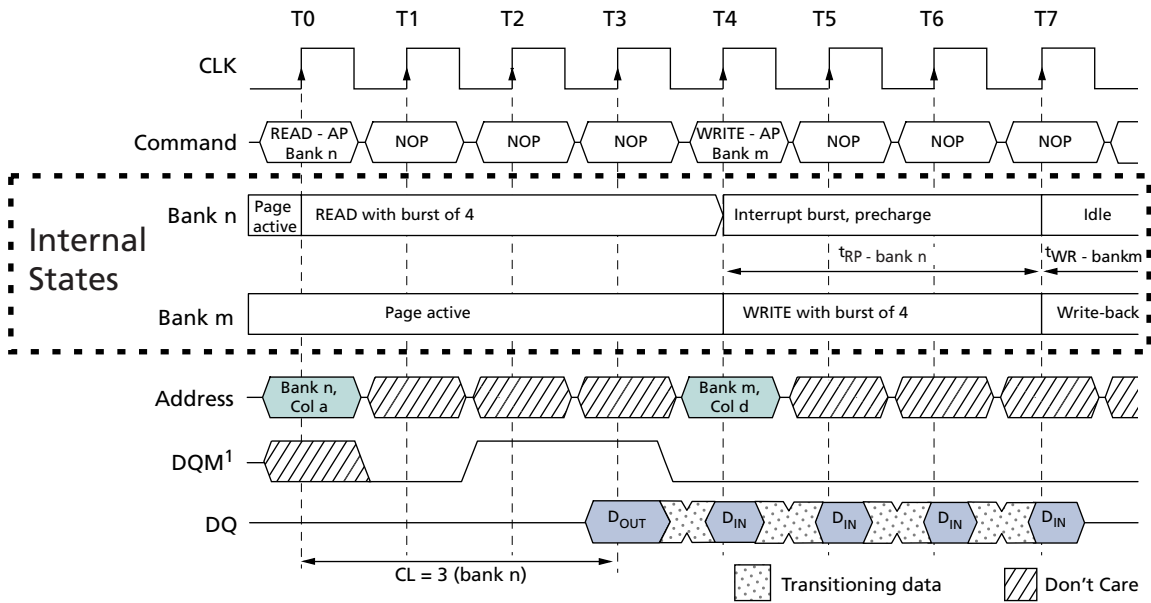 T0 T1 T2 T3 T4 T5 T6 T7
CLK
Command READ - AP Bank n NOP NOP NOP WRITE - AP Bank m NOP NOP NOP
Internal States
Bank n Page active READ with burst of 4 Interrupt burst, precharge Idle
tRP - bank n tWR - bankm
Bank m Page active WRITE with burst of 4 Write-back
Address Bank n, Col a Bank m, Col d
DQM1
DQ DOUT DIN DIN DIN DIN
CL = 3 (bank n)
Transitioning data Don't Care